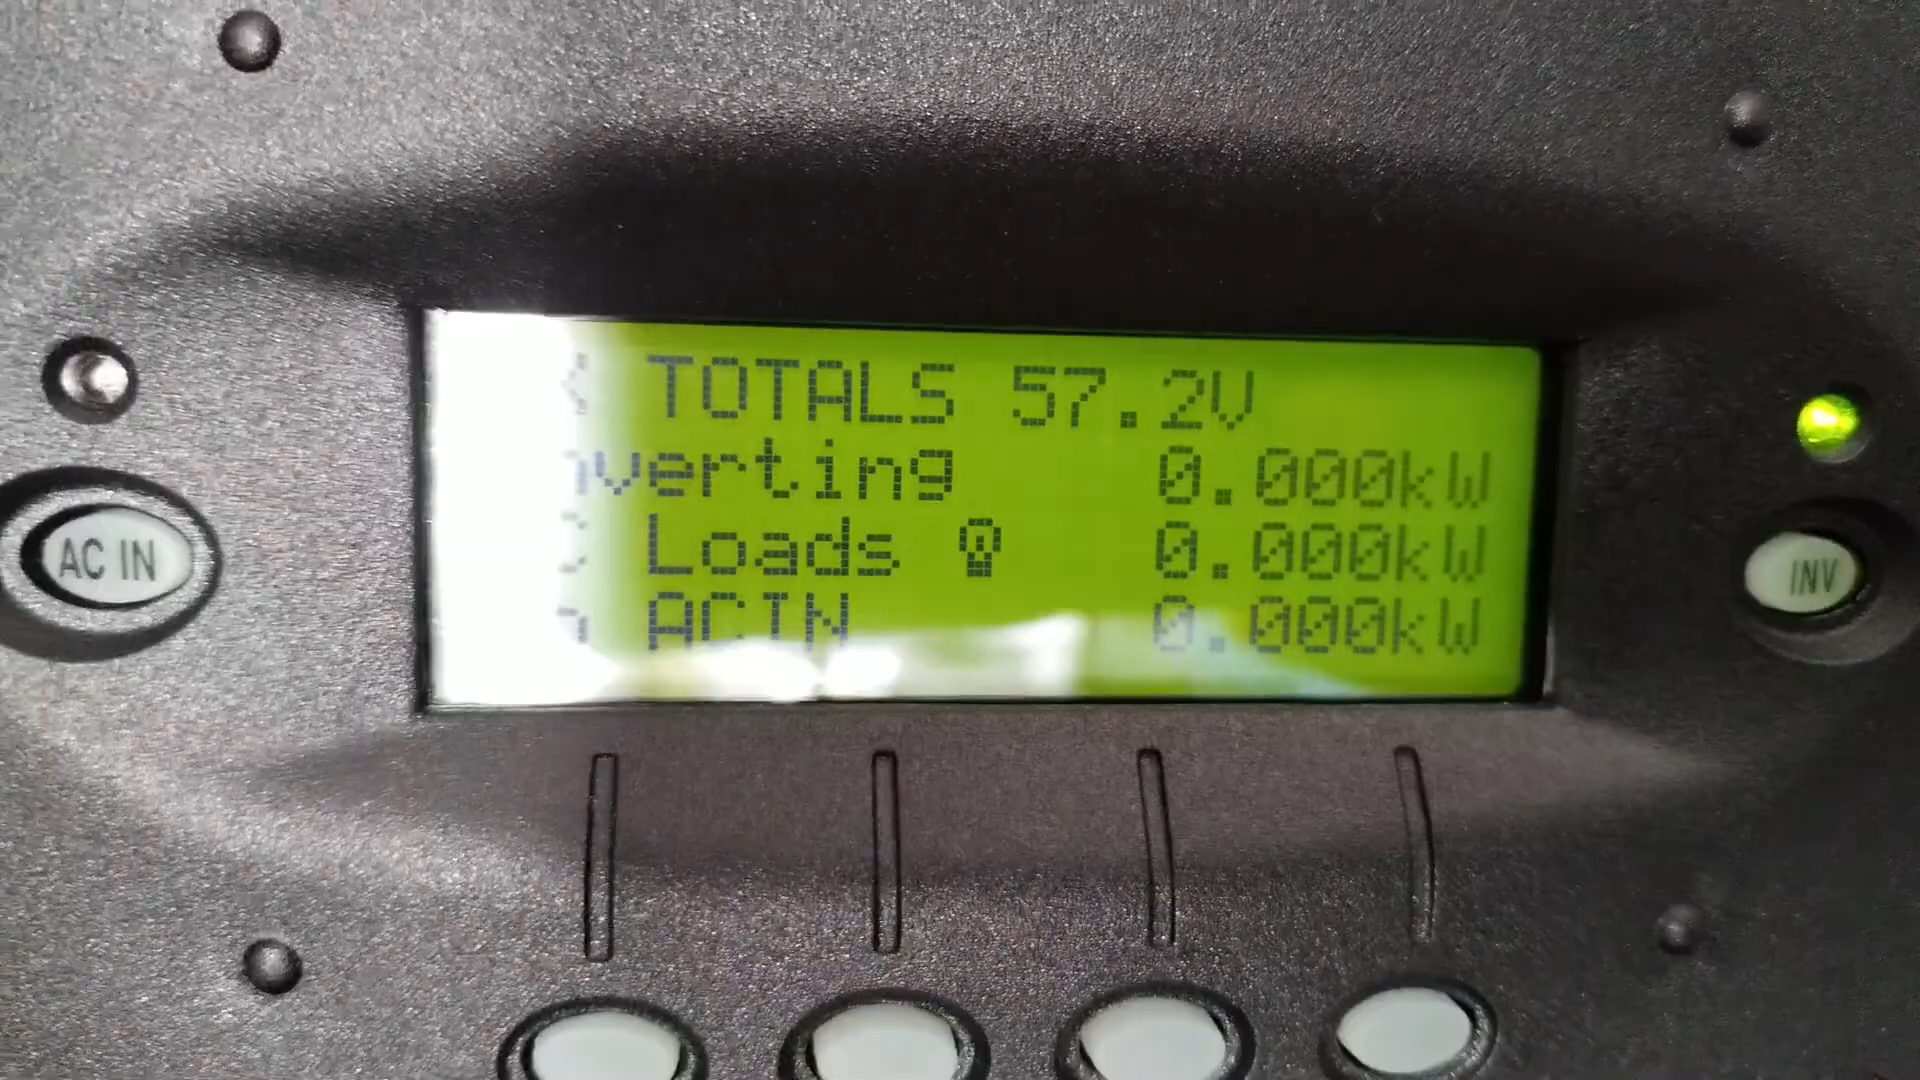 TOTALS 57.2V
verting 0.000kW
Loads 0.000kW
ACIN 0.000kW
AC IN
INV